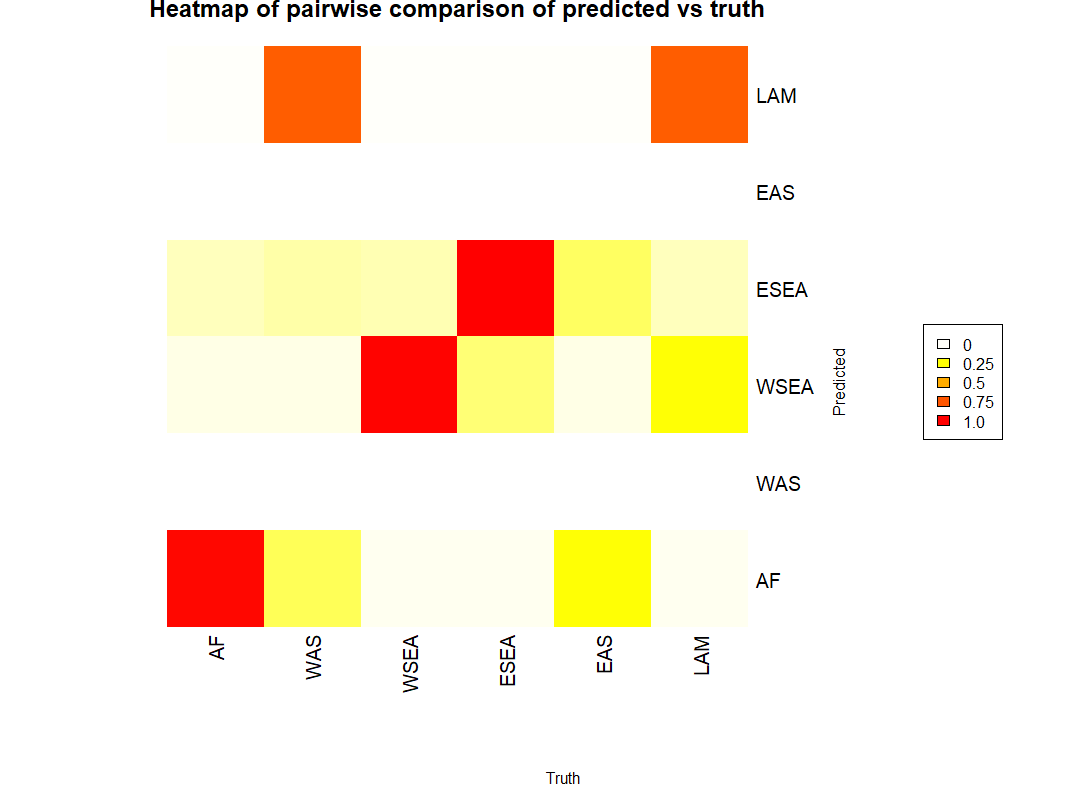 Heatmap of pairwise comparison of predicted vs truth
LAM
EAS
ESEA
WSEA
WAS
AF
Predicted
0
0.25
0.5
0.75
1.0
AF
WAS
WSEA
ESEA
EAS
LAM
Truth